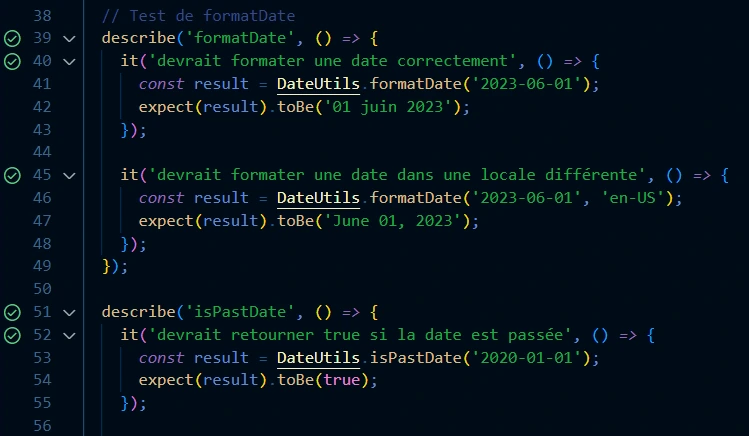 38 // Test de formatDate
39 describe('formatDate', () => {
40 it('devrait formater une date correctement', () => {
41 const result = DateUtils.formatDate('2023-06-01');
42 expect(result).toBe('01 juin 2023');
43 });
44
45 it('devrait formater une date dans une locale différente', () => {
46 const result = DateUtils.formatDate('2023-06-01', 'en-US');
47 expect(result).toBe('June 01, 2023');
48 });
49 });
50
51 describe('isPastDate', () => {
52 it('devrait retourner true si la date est passée', () => {
53 const result = DateUtils.isPastDate('2020-01-01');
54 expect(result).toBe(true);
55 });
56